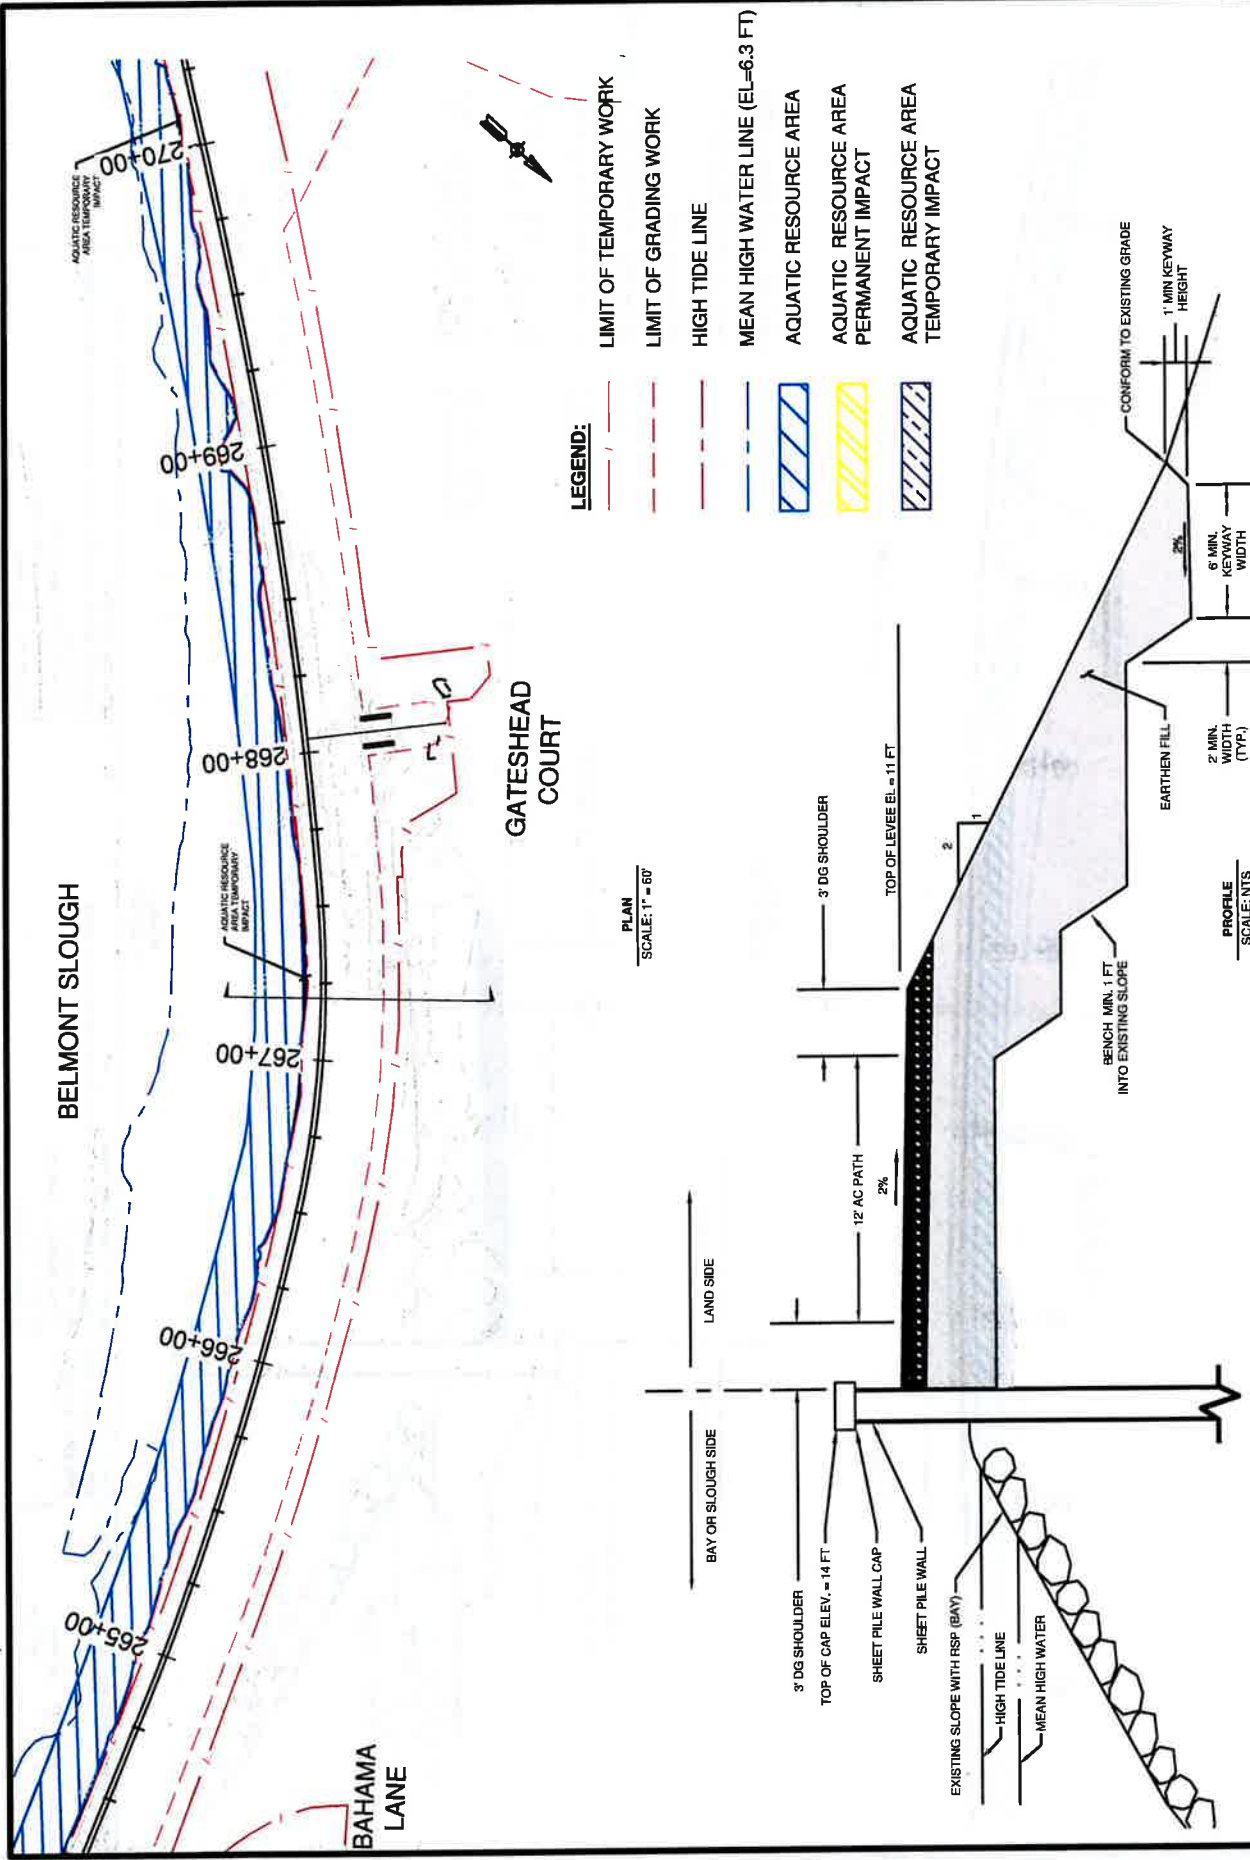 BELMONT SLOUGH
AQUATIC RESOURCE
AREA TEMPORARY
IMPACT
AQUATIC RESOURCE
AREA TEMPORARY
IMPACT
265+00
266+00
267+00
268+00
269+00
270+00
BAHAMA
LANE
GATESHEAD
COURT
PLAN
SCALE: 1" = 60'
LEGEND:
LIMIT OF TEMPORARY WORK
LIMIT OF GRADING WORK
HIGH TIDE LINE
MEAN HIGH WATER LINE (EL=6.3 FT)
AQUATIC RESOURCE AREA
AQUATIC RESOURCE AREA
PERMANENT IMPACT
AQUATIC RESOURCE AREA
TEMPORARY IMPACT
BAY OR SLOUGH SIDE
LAND SIDE
3' DG SHOULDER
TOP OF CAP ELEV. = 14 FT
SHEET PILE WALL CAP
SHEET PILE WALL
EXISTING SLOPE WITH RSP (BAY)
HIGH TIDE LINE
MEAN HIGH WATER
12' AC PATH
2%
3' DG SHOULDER
TOP OF LEVEE EL = 11 FT
2
1
BENCH MIN. 1 FT
INTO EXISTING SLOPE
EARTHEN FILL
2' MIN.
WIDTH
(TYP.)
6' MIN.
KEYWAY
WIDTH
2%
CONFORM TO EXISTING GRADE
1' MIN KEYWAY
HEIGHT
PROFILE
SCALE: NTS